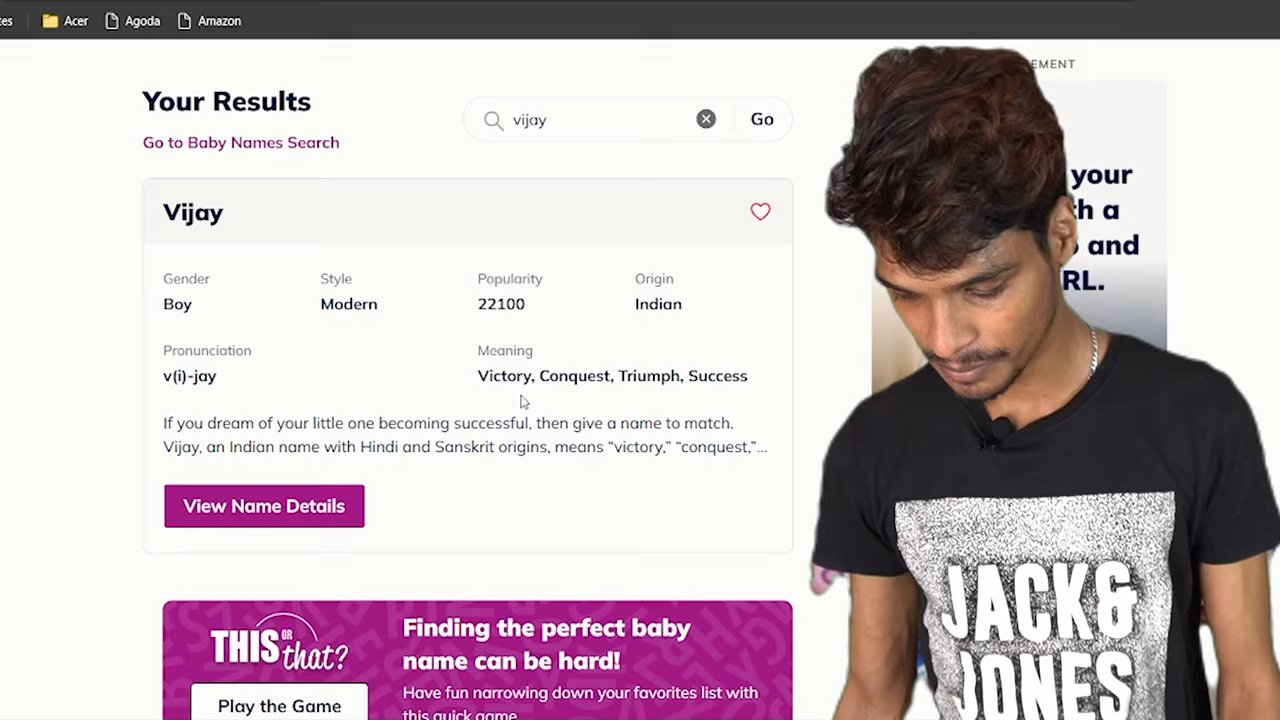 Acer
Agoda
Amazon
Your Results
vijay
Go
Go to Baby Names Search
Vijay
Gender
Style
Popularity
Origin
Boy
Modern
22100
Indian
Pronunciation
Meaning
v(i)-jay
Victory, Conquest, Triumph, Success
If you dream of your little one becoming successful, then give a name to match.
Vijay, an Indian name with Hindi and Sanskrit origins, means “victory,” “conquest,”...
View Name Details
THIS OR that?
Play the Game
Finding the perfect baby
name can be hard!
Have fun narrowing down your favorites list with
this quick game
your
and
JACK&
JONES